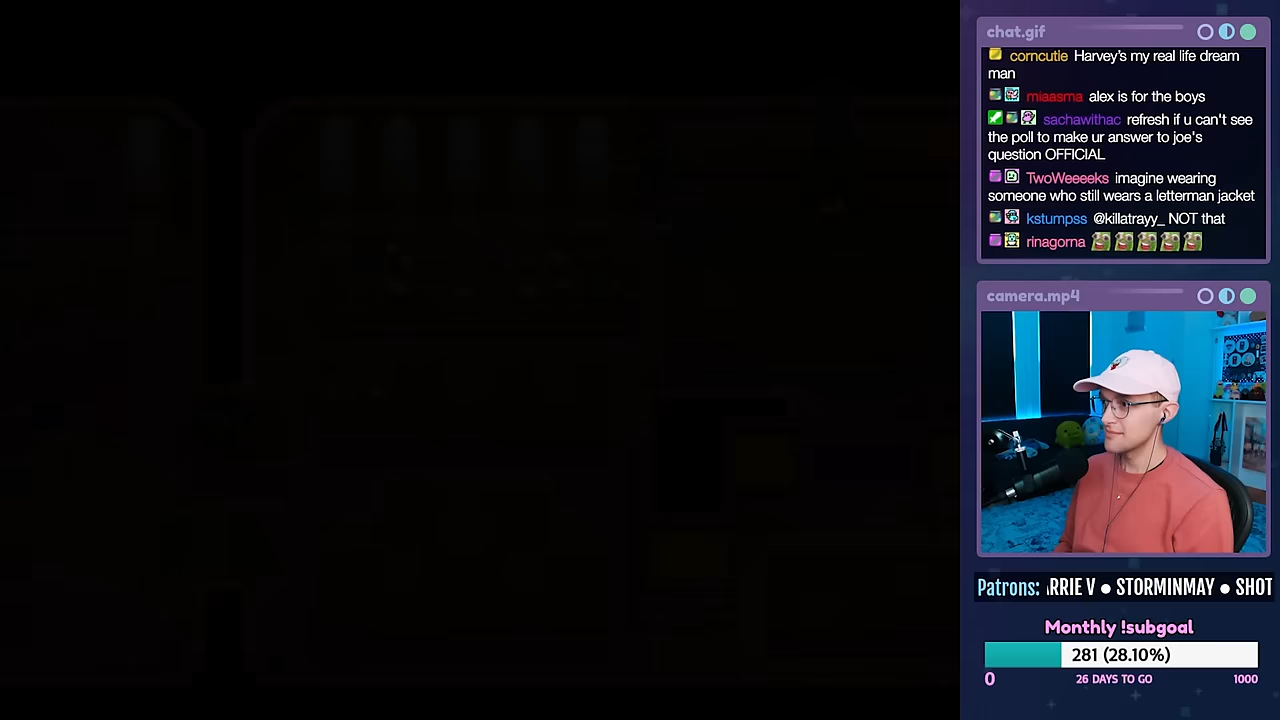 chat.gif
corncutie Harvey's my real life dream
man
miaasma alex is for the boys
sachawithac refresh if u can't see
the poll to make ur answer to joe's
question OFFICIAL
TwoWeeeeks imagine wearing
someone who still wears a letterman jacket
kstumpss @killatrayy_ NOT that
rinagorna
camera.mp4
Patrons: ARRIE V ● STORMINMAY ● SHOT
Monthly !subgoal
281 (28.10%)
0 26 DAYS TO GO 1000